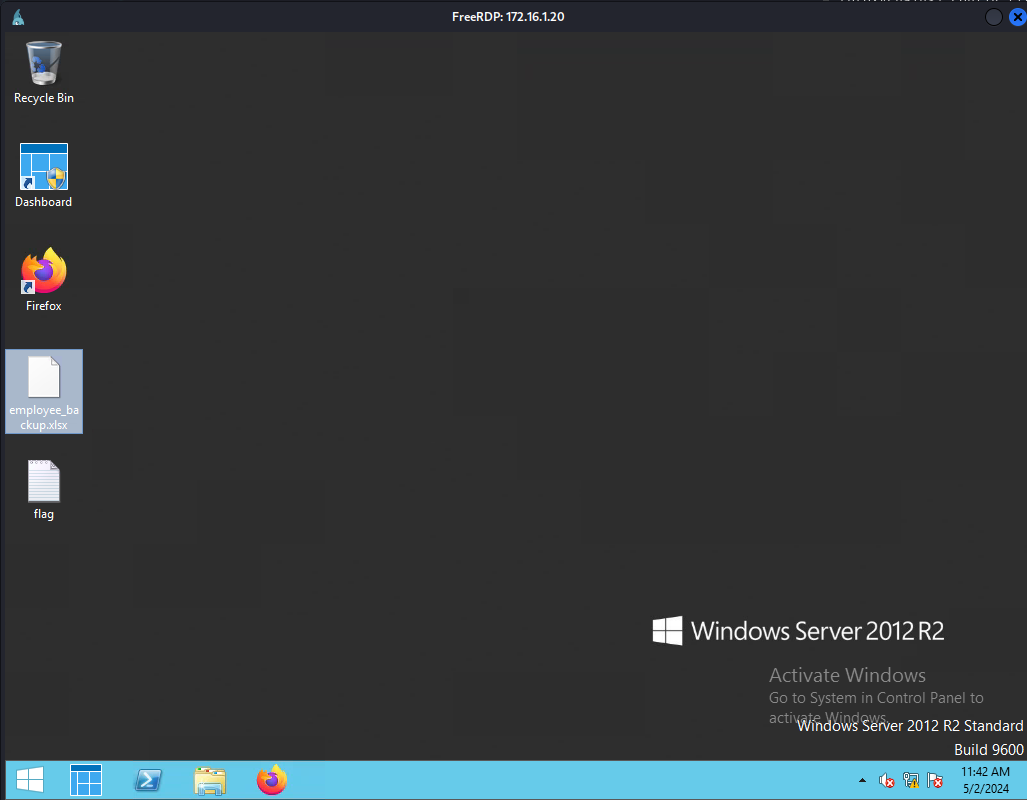 FreeRDP: 172.16.1.20
Recycle Bin
Dashboard
Firefox
employee_ba
ckup.xlsx
flag
Windows Server 2012 R2
Activate Windows
Go to System in Control Panel to
activate Windows.
Windows Server 2012 R2 Standard
Build 9600
11:42 AM
5/2/2024